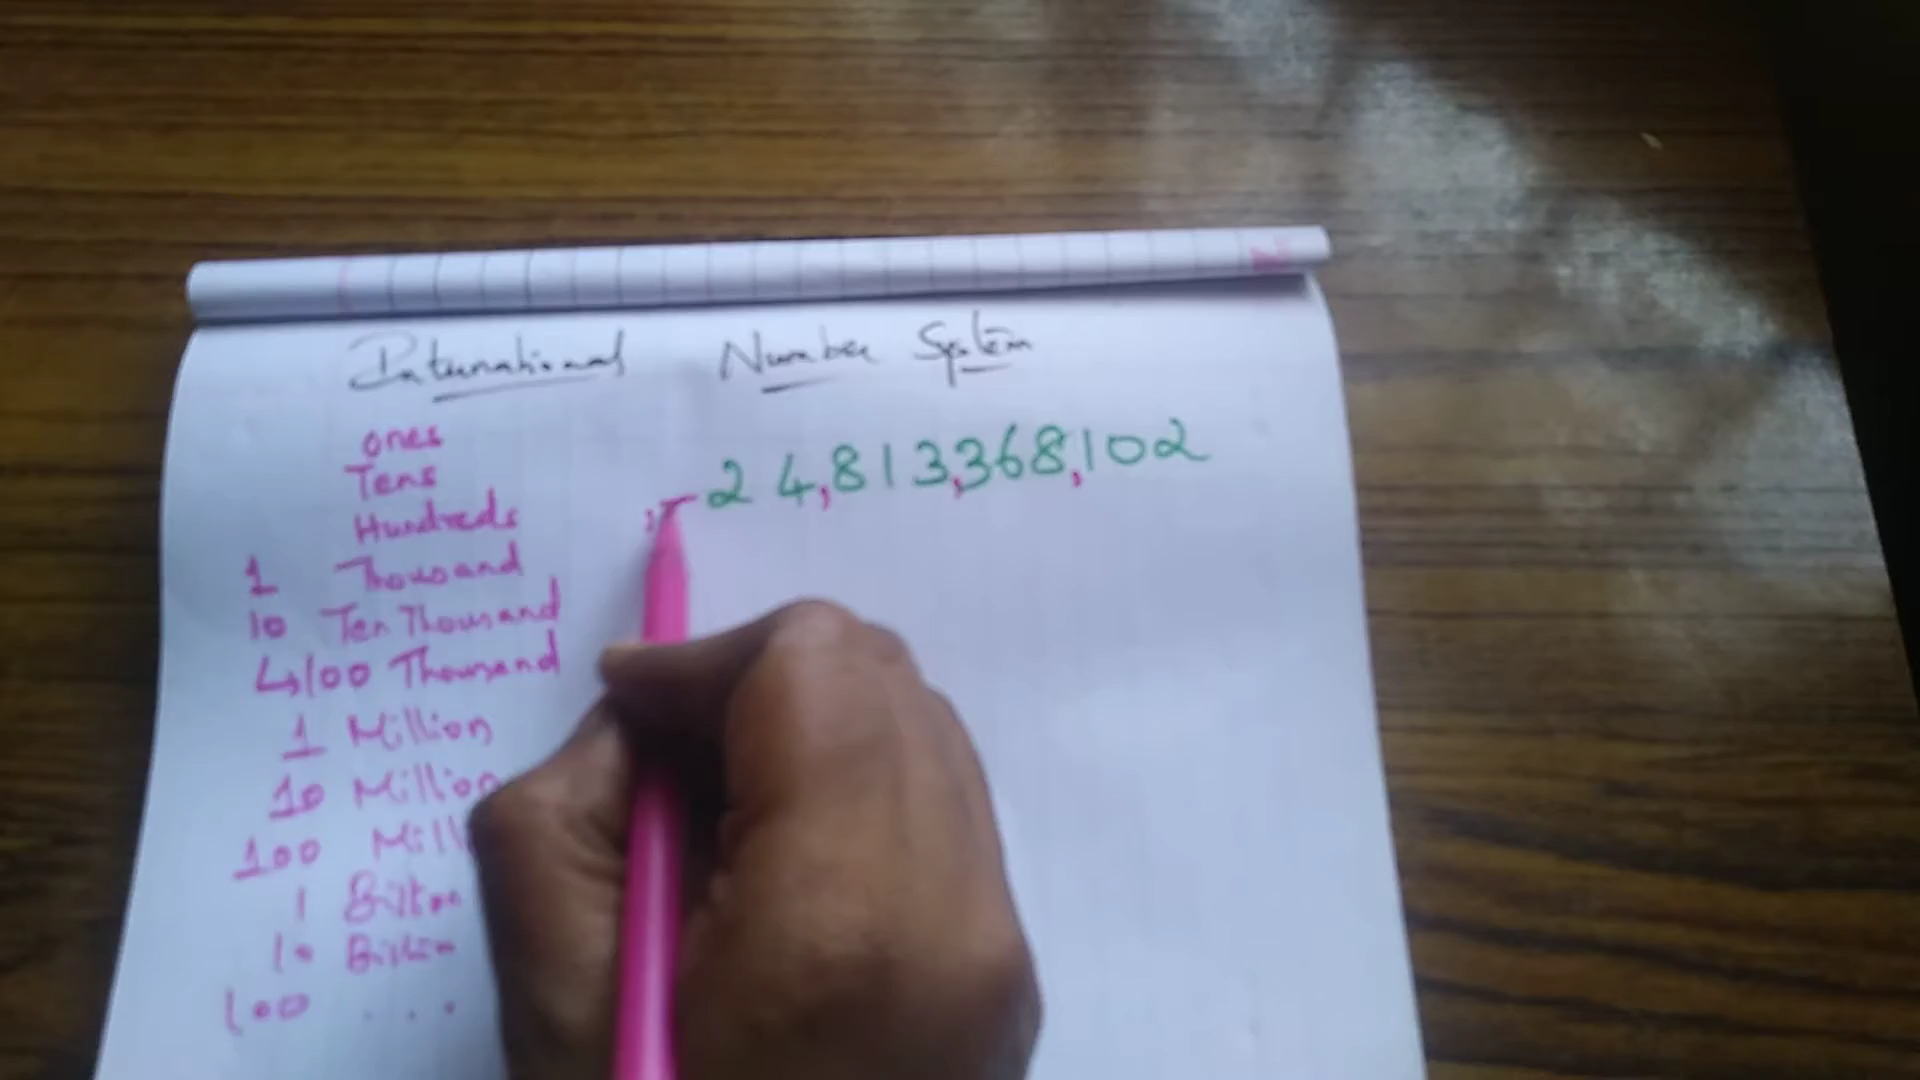 International Number System
ones
Tens
Hundreds
1 Thousand
10 Ten Thousand
100 Thousand
1 Million
10 Million
100 Mill
1 Billion
10 Billion
100 . . .
24,813,368,102